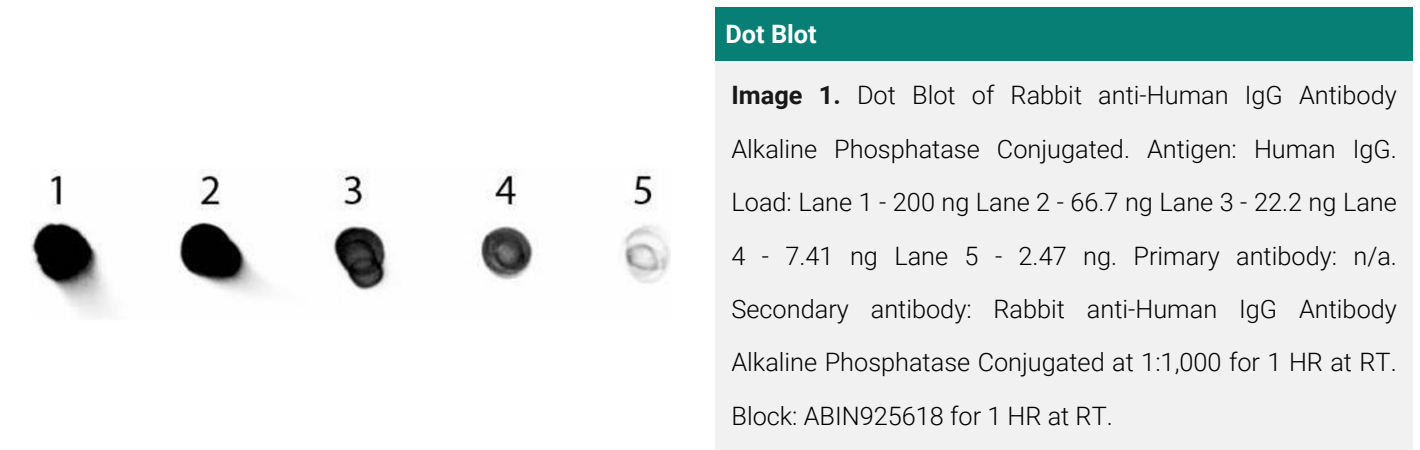 1 2 3 4 5
Dot Blot
Image 1. Dot Blot of Rabbit anti-Human IgG Antibody
Alkaline Phosphatase Conjugated. Antigen: Human IgG.
Load: Lane 1 - 200 ng Lane 2 - 66.7 ng Lane 3 - 22.2 ng Lane
4 - 7.41 ng Lane 5 - 2.47 ng. Primary antibody: n/a.
Secondary antibody: Rabbit anti-Human IgG Antibody
Alkaline Phosphatase Conjugated at 1:1,000 for 1 HR at RT.
Block: ABIN925618 for 1 HR at RT.